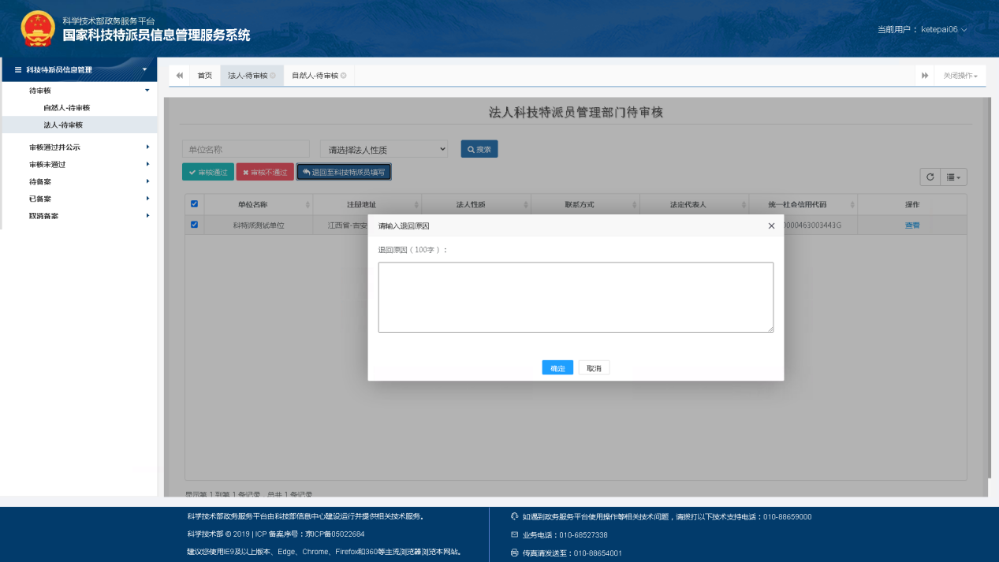 科学技术部政务服务平台
国家科技特派员信息管理服务系统
当前用户： ketepai06
科技特派员信息管理
待审核
自然人-待审核
法人-待审核
审核通过并公示
审核未通过
待备案
已备案
取消备案
首页 法人-待审核 自然人-待审核 关闭操作
法人科技特派员管理部门待审核
单位名称 请选择法人性质 搜索
审核通过 审核不通过 退回至科技特派员填写
单位名称 注册地址 法人性质 联系方式 法定代表人 统一社会信用代码 操作
科特派测试单位 江西省-吉安 0000463003443G 查看
请输入退回原因
退回原因（100字）：
确定 取消
显示第 1 到第 1 条记录，总共 1 条记录
科学技术部政务服务平台由科技部信息中心建设运行并提供相关技术服务。
科学技术部 © 2019 | ICP 备案序号：京ICP备05022684
建议您使用IE9及以上版本、Edge、Chrome、Firefox和360等主流浏览器浏览本网站。
如遇到政务服务平台使用操作等相关技术问题，请拨打以下技术支持电话：010-88659000
业务电话：010-68527338
传真请发送至：010-88654001